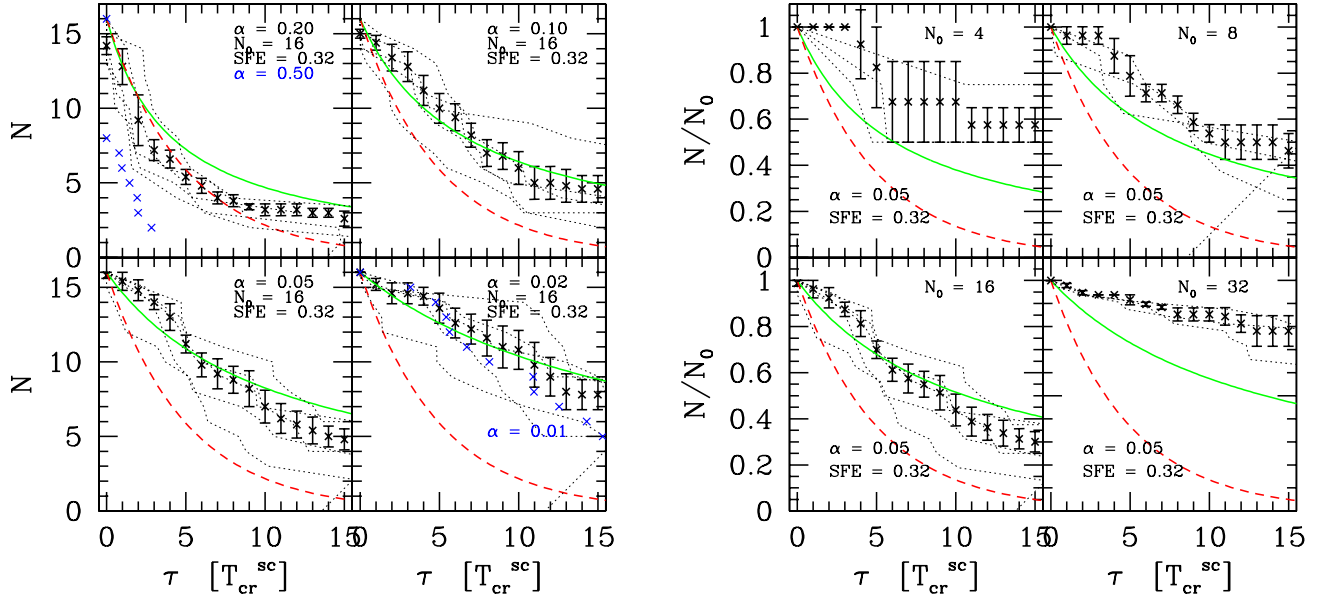 15
10
5
0
N
α = 0.20
N₀ = 16
SFE = 0.32
α = 0.50
α = 0.10
N₀ = 16
SFE = 0.32
15
10
5
0
N
α = 0.05
N₀ = 16
SFE = 0.32
α = 0.02
N₀ = 16
SFE = 0.32
α = 0.01
0 5 10 15
0 5 10 15
τ [T_cr^sc]
τ [T_cr^sc]
1
0.8
0.6
0.4
0.2
0
N/N₀
N₀ = 4
α = 0.05
SFE = 0.32
N₀ = 8
α = 0.05
SFE = 0.32
1
0.8
0.6
0.4
0.2
0
N/N₀
N₀ = 16
α = 0.05
SFE = 0.32
N₀ = 32
α = 0.05
SFE = 0.32
0 5 10 15
0 5 10 15
τ [T_cr^sc]
τ [T_cr^sc]